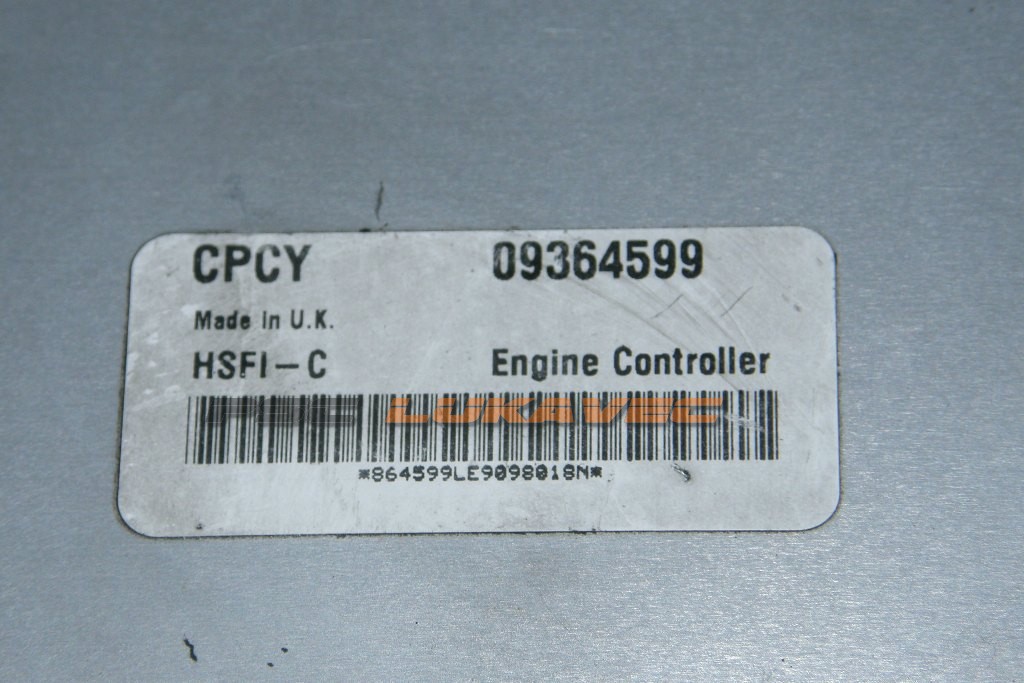 CPCY 09364599
Made in U.K.
HSFI-C Engine Controller
LUKAVEC
*864599LE9098018N*